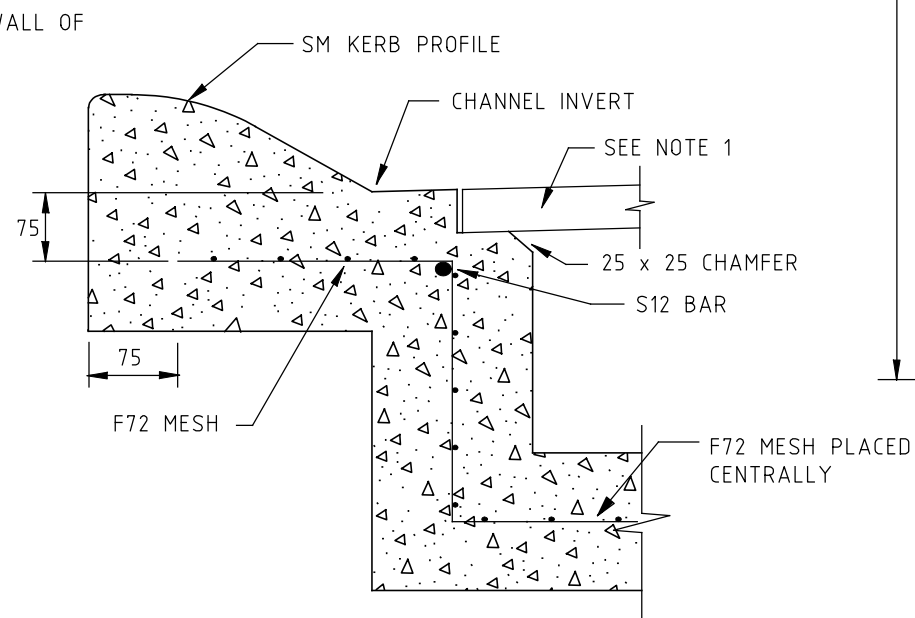 WALL OF
SM KERB PROFILE
CHANNEL INVERT
SEE NOTE 1
75
25 x 25 CHAMFER
S12 BAR
75
F72 MESH
F72 MESH PLACED
CENTRALLY